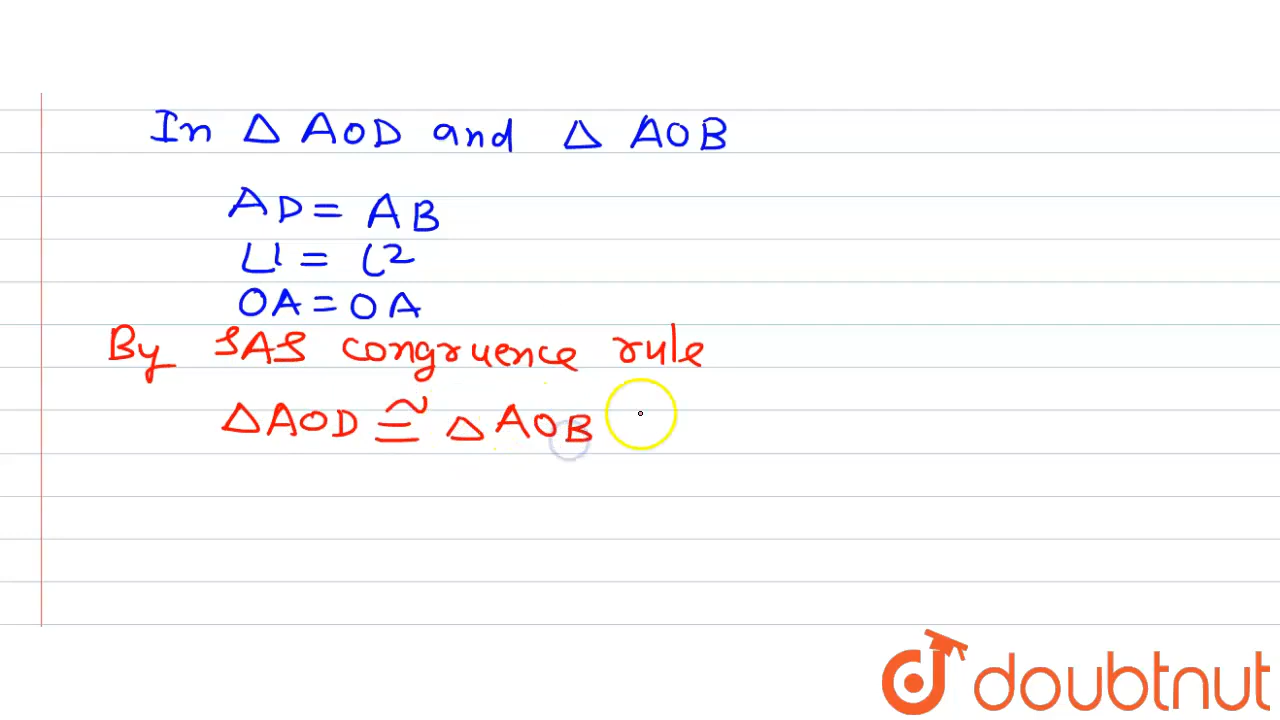 In △ AOD and △ AOB
AD = AB
∠1 = ∠2
OA = OA
By SAS congruence rule
△AOD ≅ △AOB
doubtnut